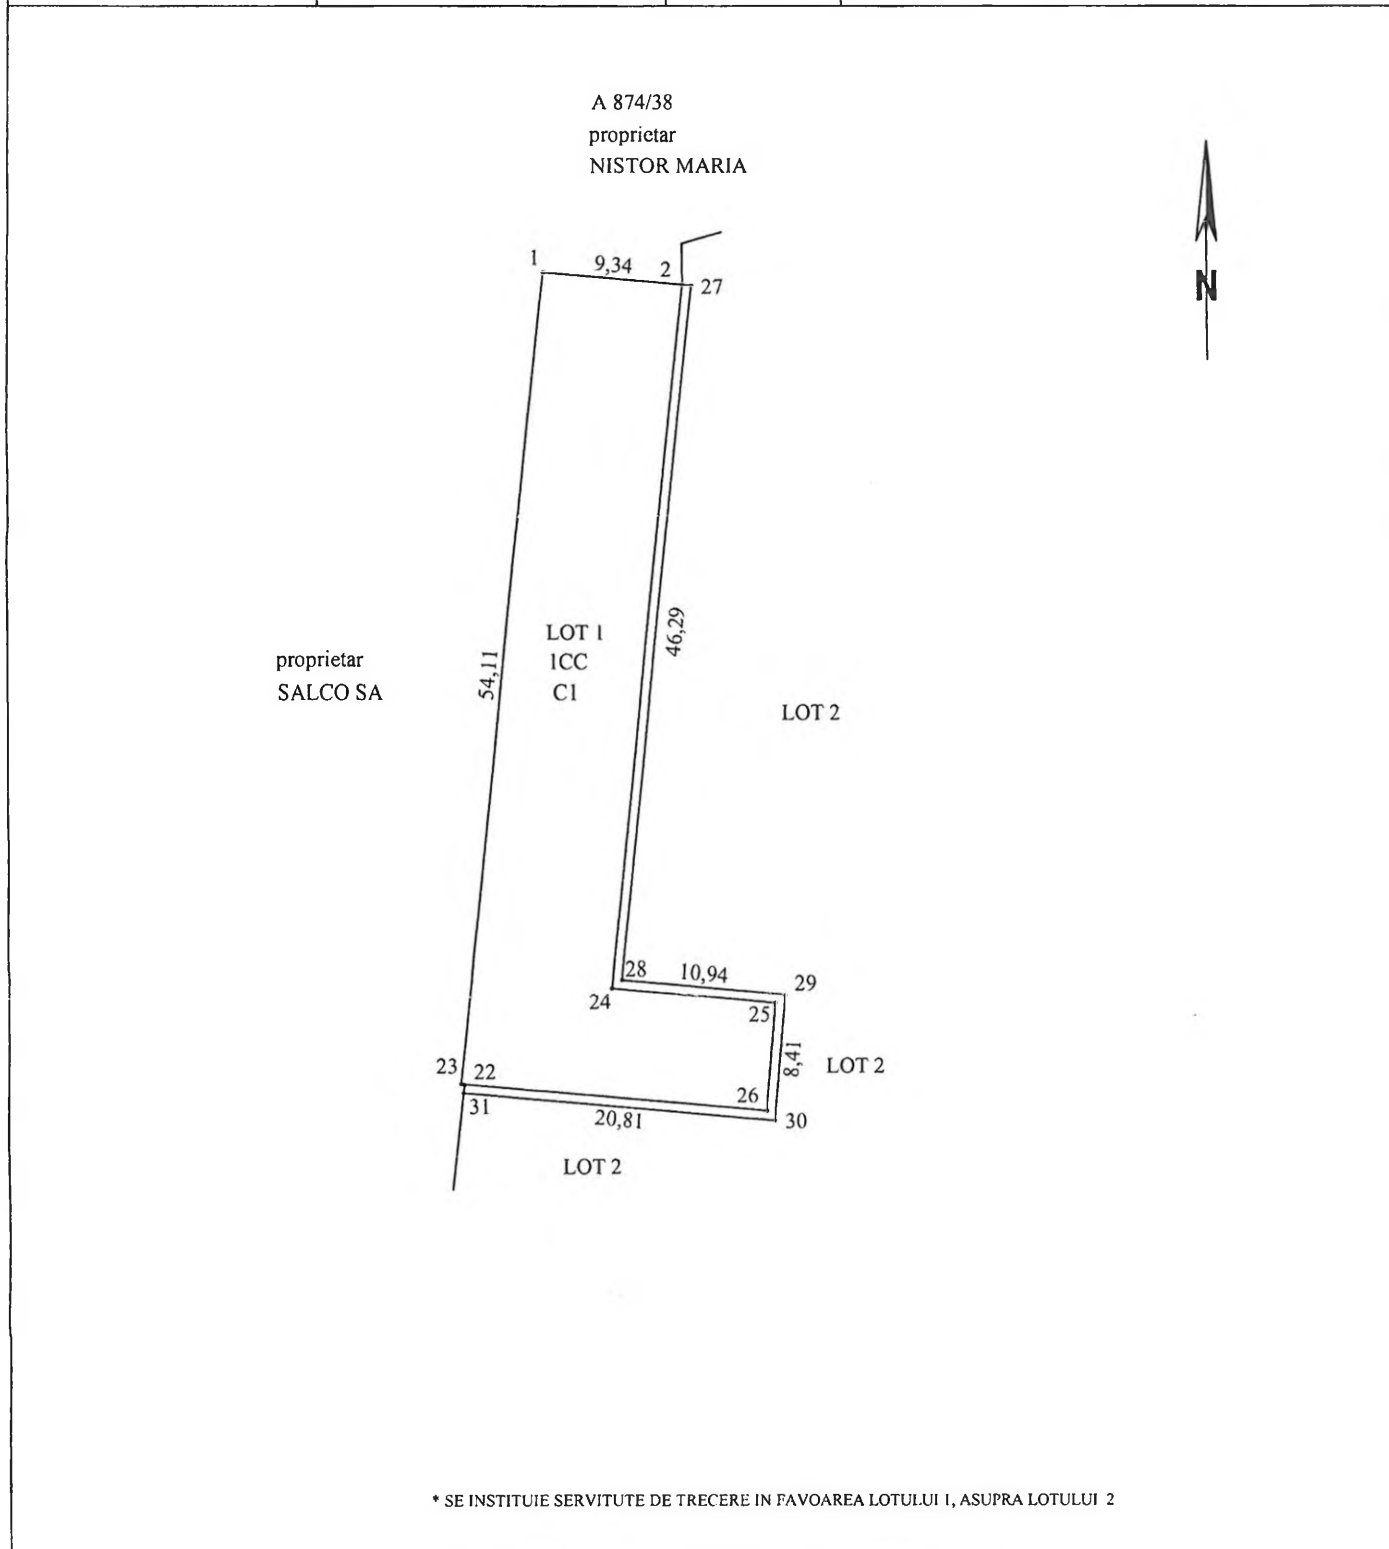 A 874/38
proprietar
NISTOR MARIA
N
1
9,34
2
27
54,11
46,29
LOT 1
1CC
C1
proprietar
SALCO SA
LOT 2
28
10,94
29
24
25
8,41
LOT 2
23
22
26
31
20,81
30
LOT 2
* SE INSTITUIE SERVITUTE DE TRECERE IN FAVOAREA LOTULUI 1, ASUPRA LOTULUI 2